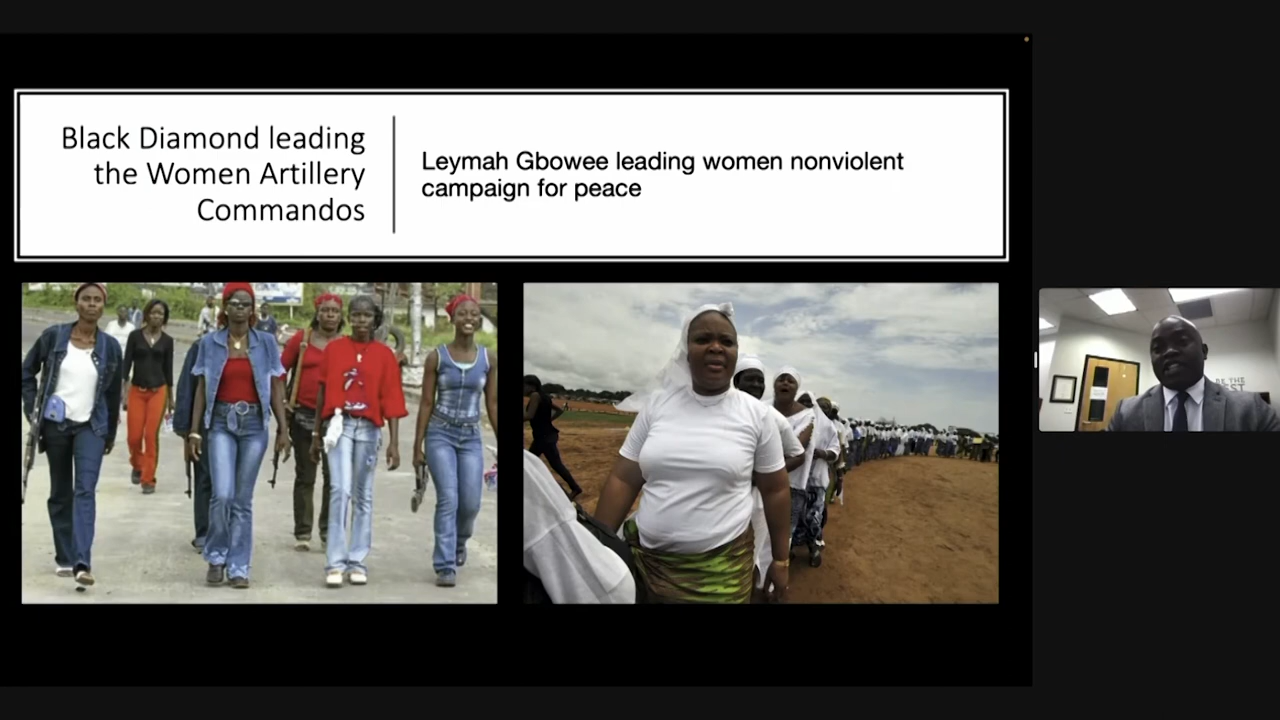 Black Diamond leading
the Women Artillery
Commandos
Leymah Gbowee leading women nonviolent
campaign for peace